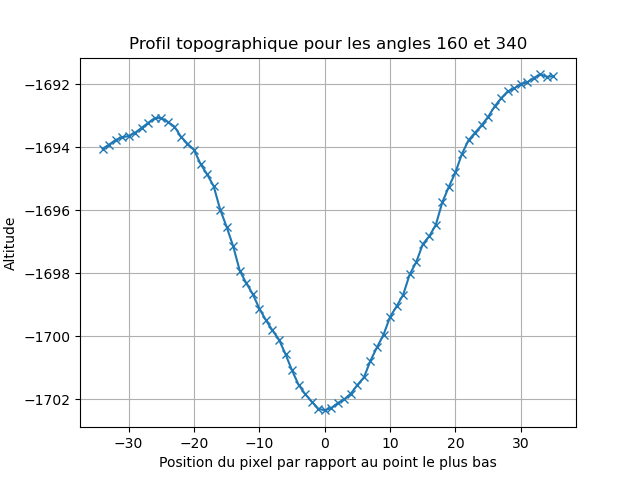 Profil topographique pour les angles 160 et 340
Altitude
−1692
−1694
−1696
−1698
−1700
−1702
−30 −20 −10 0 10 20 30
Position du pixel par rapport au point le plus bas